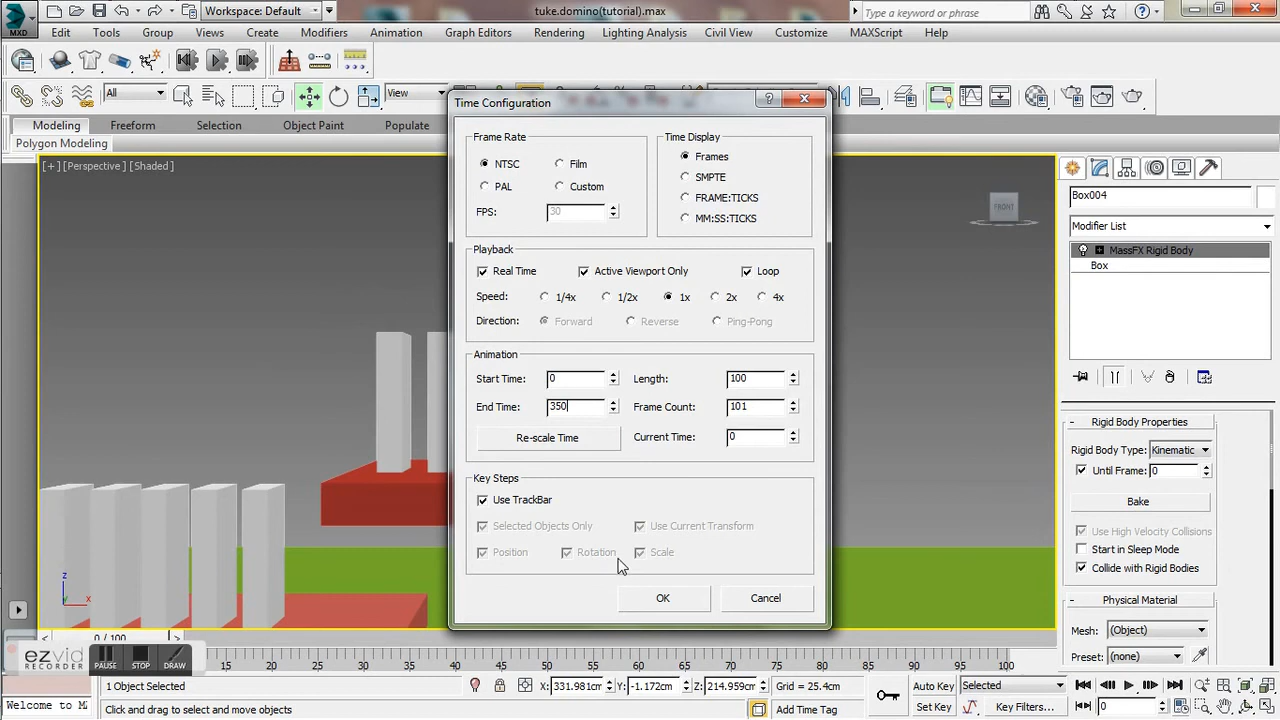 Workspace: Default
tuke.domino(tutorial).max
Type a keyword or phrase
MXD
Edit Tools Group Views Create Modifiers Animation Graph Editors Rendering Lighting Analysis Civil View Customize MAXScript Help
All
View
Modeling Freeform Selection Object Paint Populate
Polygon Modeling
[+] [Perspective] [Shaded]
FRONT
Time Configuration
Frame Rate
NTSC Film
PAL Custom
FPS: 30
Time Display
Frames
SMPTE
FRAME:TICKS
MM:SS:TICKS
Playback
Real Time Active Viewport Only Loop
Speed: 1/4x 1/2x 1x 2x 4x
Direction: Forward Reverse Ping-Pong
Animation
Start Time: 0 Length: 100
End Time: 350 Frame Count: 101
Re-scale Time Current Time: 0
Key Steps
Use TrackBar
Selected Objects Only Use Current Transform
Position Rotation Scale
OK Cancel
Box004
Modifier List
MassFX Rigid Body
Box
Rigid Body Properties
Rigid Body Type: Kinematic
Until Frame: 0
Bake
Use High Velocity Collisions
Start in Sleep Mode
Collide with Rigid Bodies
Physical Material
Mesh: (Object)
Preset: (none)
0 / 100
ezvid
RECORDER
PAUSE STOP DRAW
15 20 25 30 35 40 45 50 55 60 65 70 75 80 85 90 95 100
1 Object Selected X: 331.981cm Y: -1.172cm Z: 214.959cm Grid = 25.4cm Auto Key Selected
Welcome to M Click and drag to select and move objects Add Time Tag Set Key Key Filters... 0